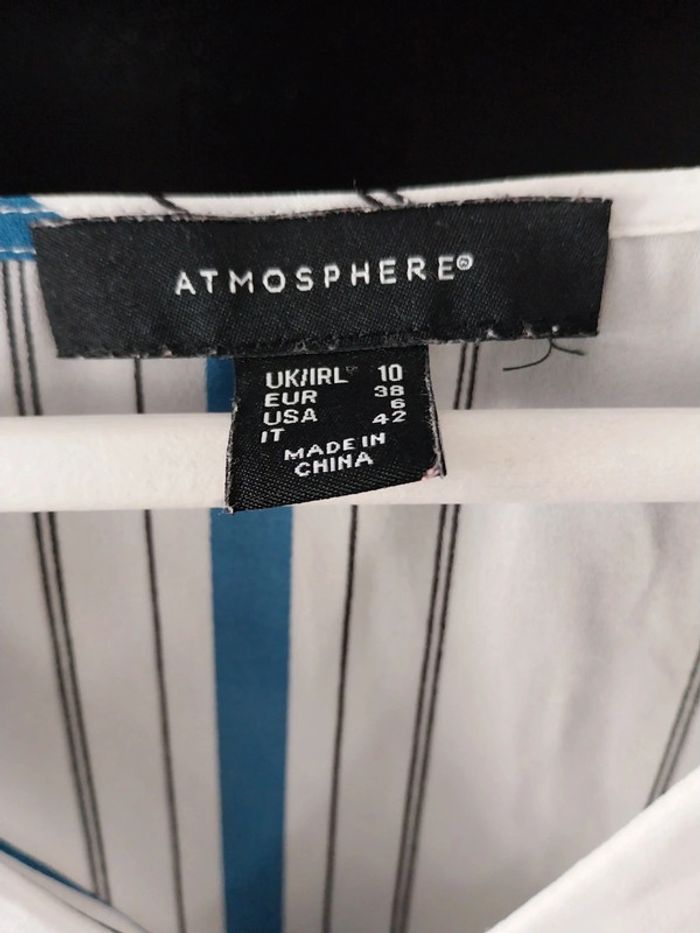 ATMOSPHERE®
UK/IRL 10
EUR 38
USA 6
IT 42
MADE IN
CHINA